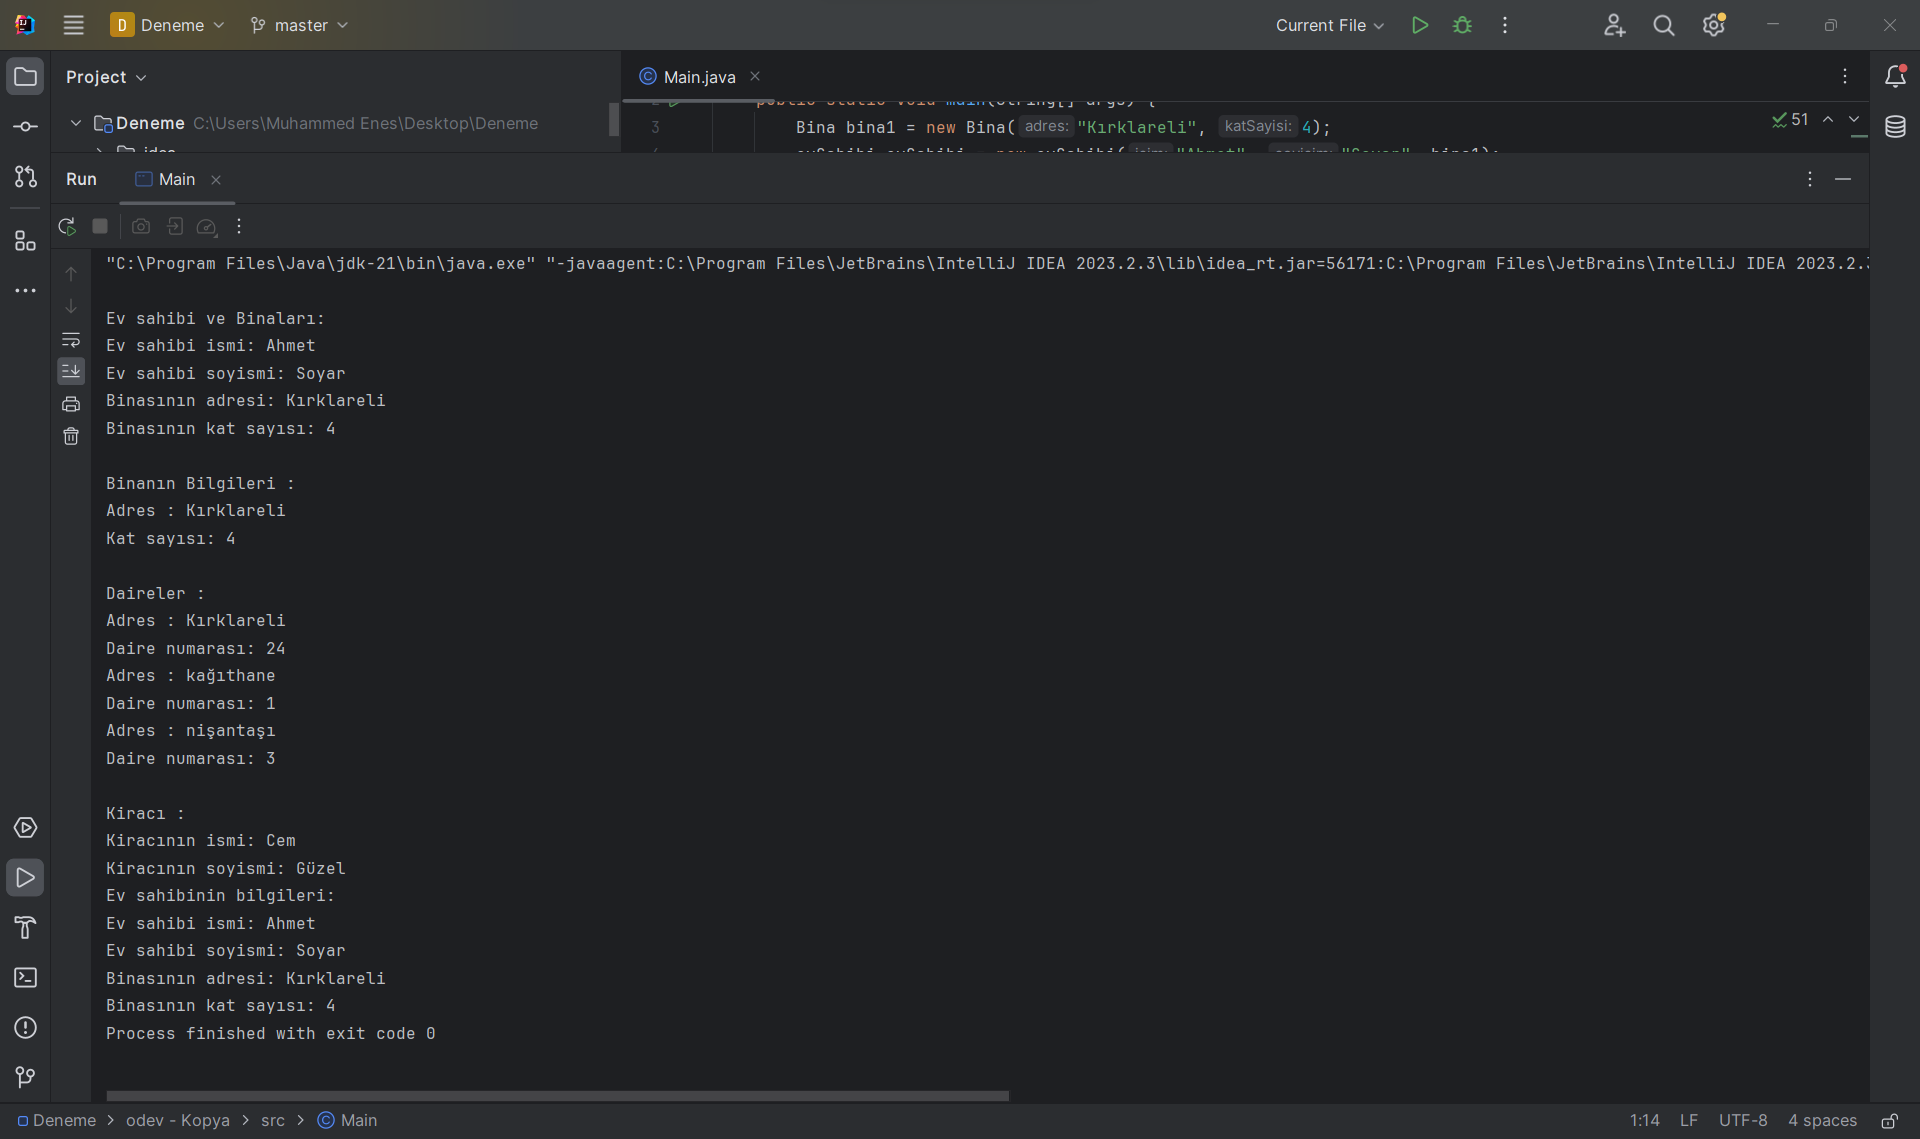 D Deneme master Current File
Project
Main.java
Deneme C:\Users\Muhammed Enes\Desktop\Deneme
public static void main(String[] args) {
3 Bina bina1 = new Bina( adres: "Kırklareli", katSayisi: 4);
51
Run Main
"C:\Program Files\Java\jdk-21\bin\java.exe" "-javaagent:C:\Program Files\JetBrains\IntelliJ IDEA 2023.2.3\lib\idea_rt.jar=56171:C:\Program Files\JetBrains\IntelliJ IDEA 2023.2.3
Ev sahibi ve Binaları:
Ev sahibi ismi: Ahmet
Ev sahibi soyismi: Soyar
Binasının adresi: Kırklareli
Binasının kat sayısı: 4
Binanın Bilgileri :
Adres : Kırklareli
Kat sayısı: 4
Daireler :
Adres : Kırklareli
Daire numarası: 24
Adres : kağıthane
Daire numarası: 1
Adres : nişantaşı
Daire numarası: 3
Kiracı :
Kiracının ismi: Cem
Kiracının soyismi: Güzel
Ev sahibinin bilgileri:
Ev sahibi ismi: Ahmet
Ev sahibi soyismi: Soyar
Binasının adresi: Kırklareli
Binasının kat sayısı: 4
Process finished with exit code 0
Deneme > odev - Kopya > src > Main 1:14 LF UTF-8 4 spaces